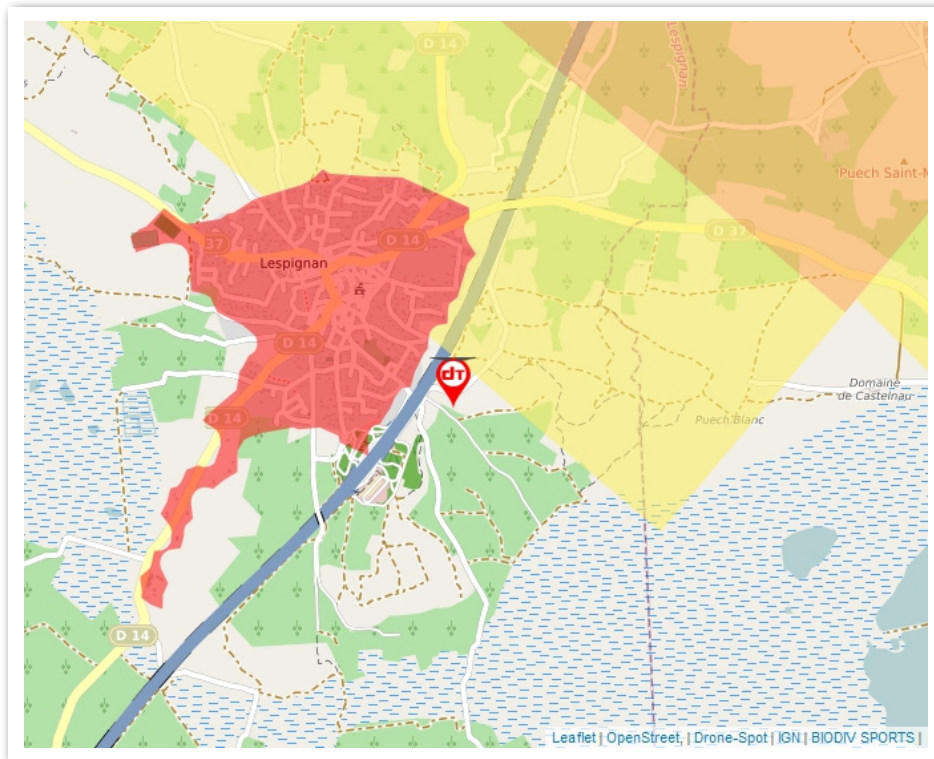 D 14
Lespignan
Puech Saint-M
D 37
37
D 14
Lespignan
D 14
Domaine
de Castelnau
D 14
Puech Blanc
D 14
dT
Leaflet | OpenStreet, | Drone-Spot | IGN | BIODIV SPORTS |